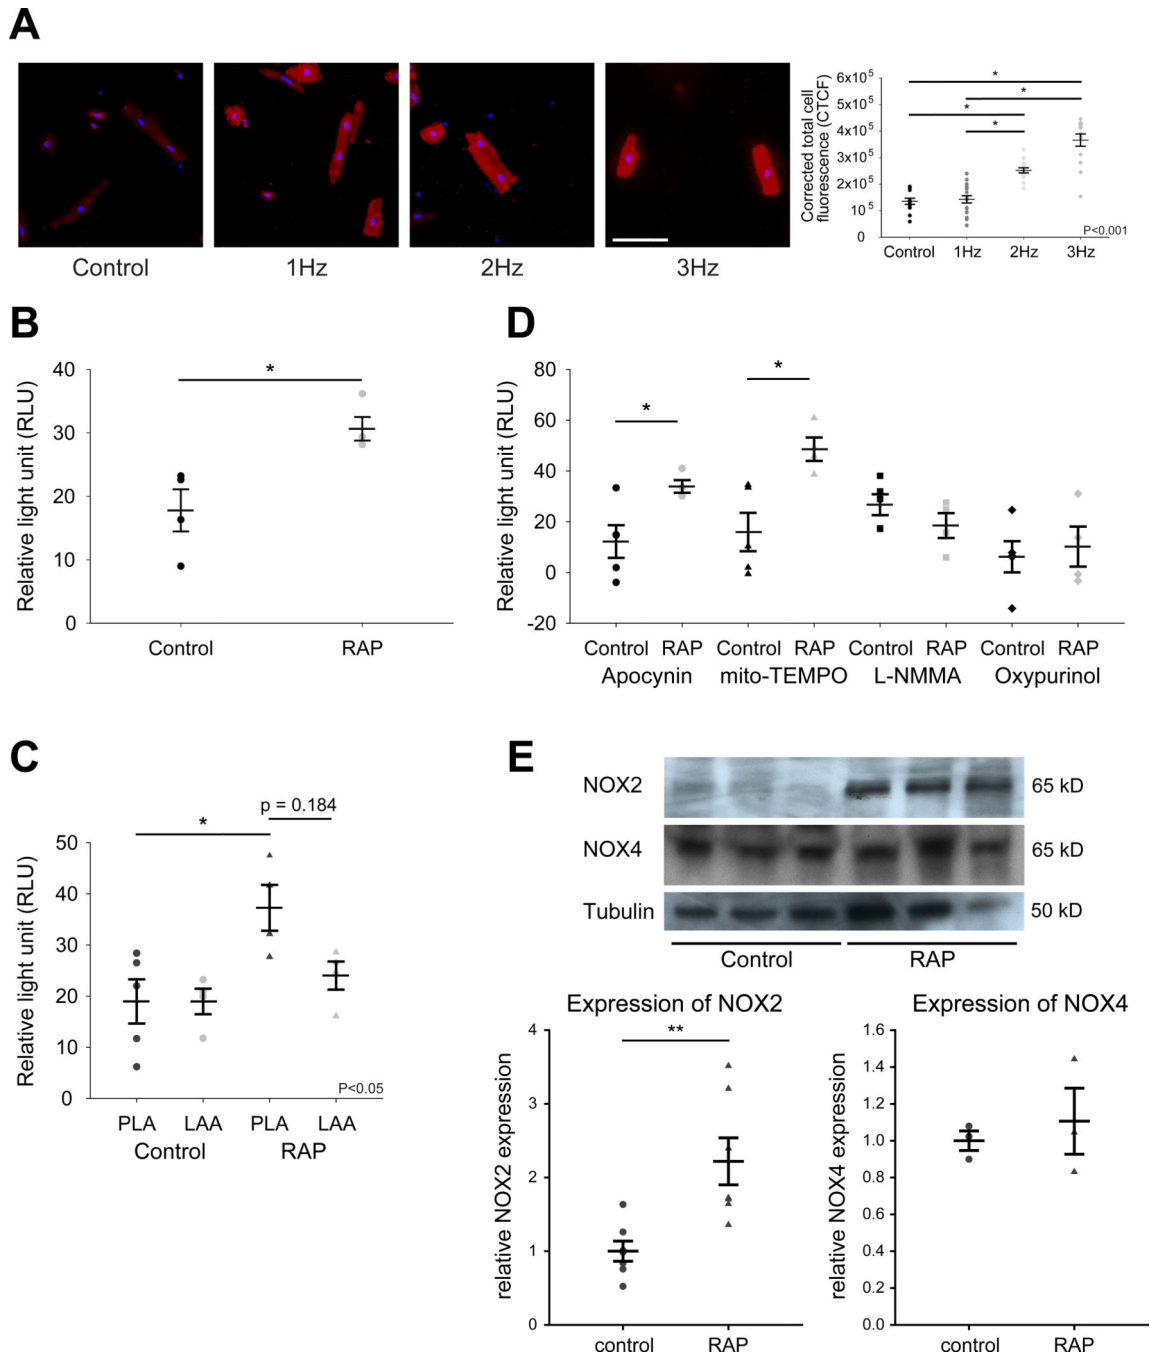 A
Control
1Hz
2Hz
3Hz
Corrected total cell
fluorescence (CTCF)
6x10⁵
5x10⁵
4x10⁵
3x10⁵
2x10⁵
10⁵
0
*
*
*
*
P<0.001
Control 1Hz 2Hz 3Hz
B
Relative light unit (RLU)
40
30
20
10
0
*
Control RAP
D
Relative light unit (RLU)
80
60
40
20
0
-20
*
*
Control RAP Control RAP Control RAP Control RAP
Apocynin mito-TEMPO L-NMMA Oxypurinol
C
Relative light unit (RLU)
50
40
30
20
10
0
*
p = 0.184
P<0.05
PLA LAA PLA LAA
Control RAP
E
NOX2 65 kD
NOX4 65 kD
Tubulin 50 kD
Control RAP
Expression of NOX2
relative NOX2 expression
4
3
2
1
0
**
control RAP
Expression of NOX4
relative NOX4 expression
1.6
1.4
1.2
1.0
0.8
0.6
0.4
0.2
0.0
control RAP